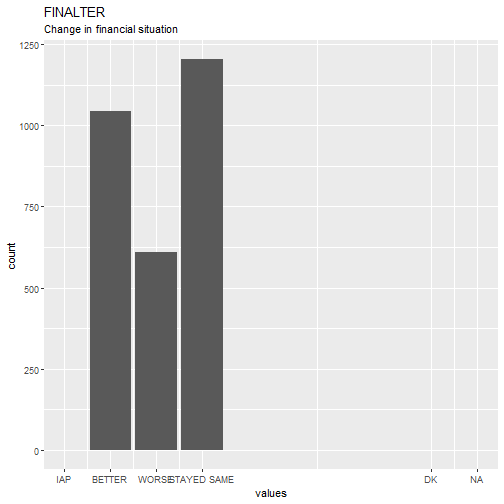 FINALTER
Change in financial situation
1250
1000
750
500
250
0
count
IAP BETTER WORSE STAYED SAME DK NA
values